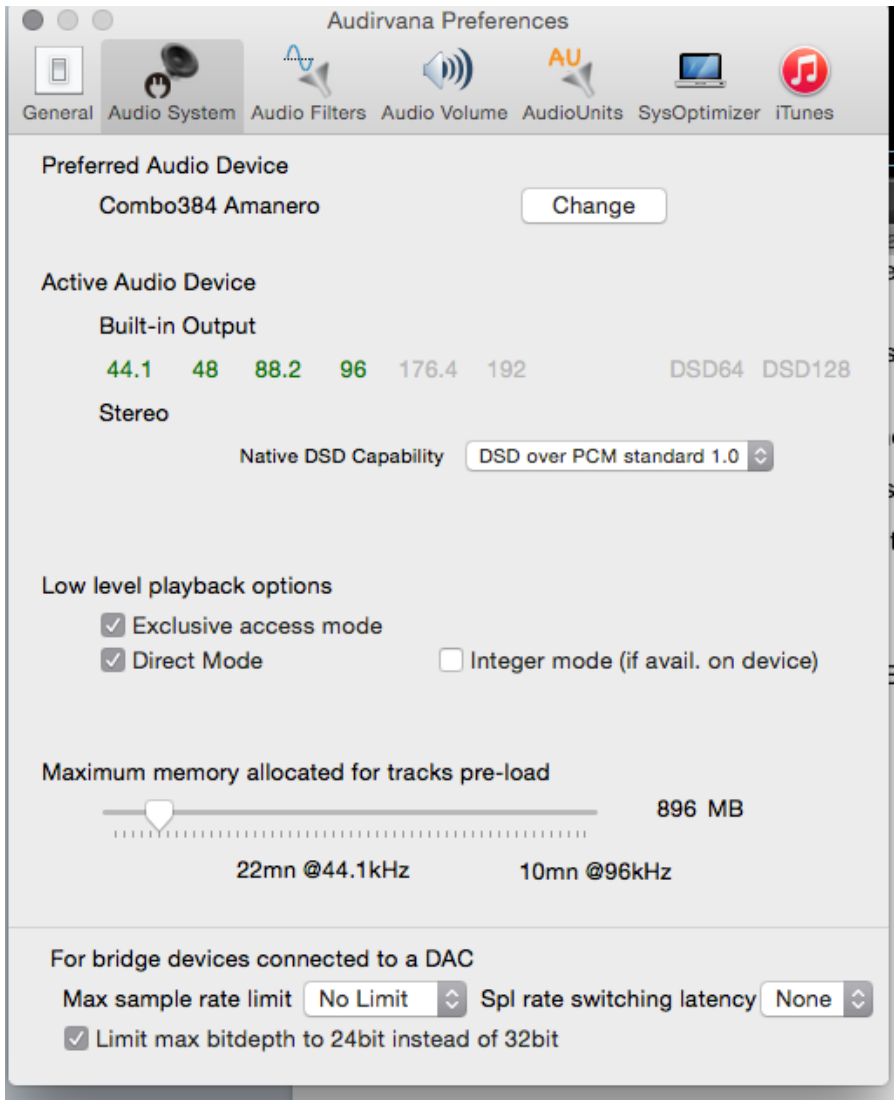 Audirvana Preferences
AU
General Audio System Audio Filters Audio Volume AudioUnits SysOptimizer iTunes
Preferred Audio Device
Combo384 Amanero Change
Active Audio Device
Built-in Output
44.1 48 88.2 96 176.4 192 DSD64 DSD128
Stereo
Native DSD Capability DSD over PCM standard 1.0
Low level playback options
Exclusive access mode
Direct Mode Integer mode (if avail. on device)
Maximum memory allocated for tracks pre-load
896 MB
22mn @44.1kHz 10mn @96kHz
For bridge devices connected to a DAC
Max sample rate limit No Limit Spl rate switching latency None
Limit max bitdepth to 24bit instead of 32bit